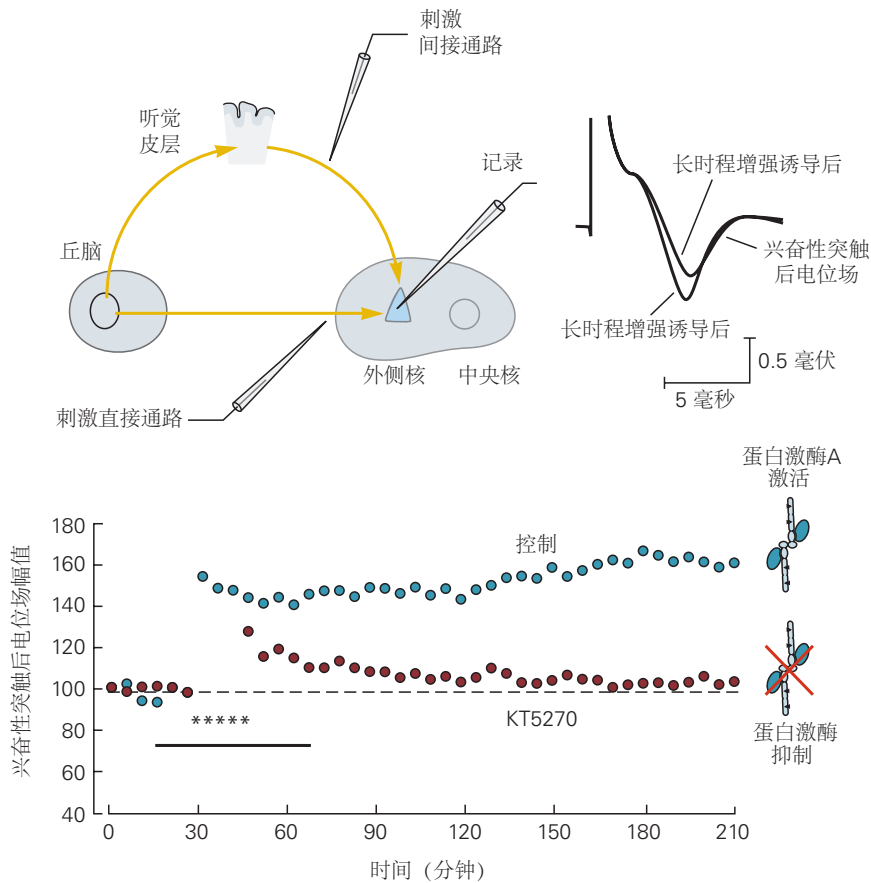 刺激
间接通路
听觉
皮层
记录
丘脑
外侧核
中央核
刺激直接通路
长时程增强诱导后
兴奋性突触
后电位场
长时程增强诱导后
0.5 毫伏
5 毫秒
蛋白激酶A
激活
兴奋性突触后电位场幅值
180
160
140
120
100
80
60
40
控制
*****
KT5270
蛋白激酶
抑制
0
30
60
90
120
150
180
210
时间（分钟）